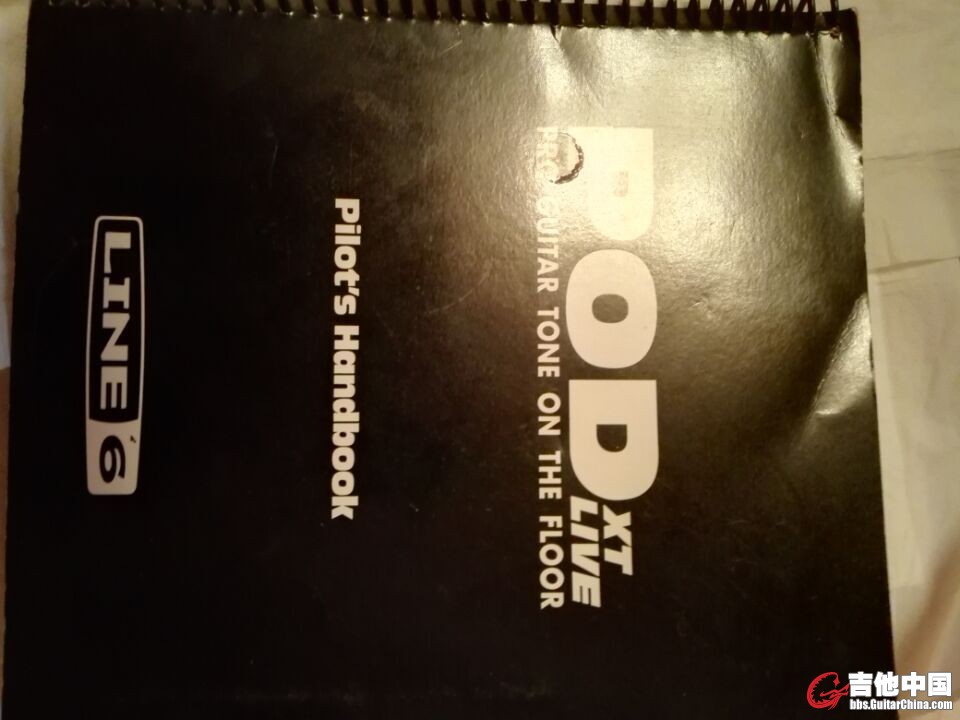 POD
XT
LIVE
PRO GUITAR TONE ON THE FLOOR
Pilot's Handbook
LINE 6
吉他中国
bbs.GuitarChina.com